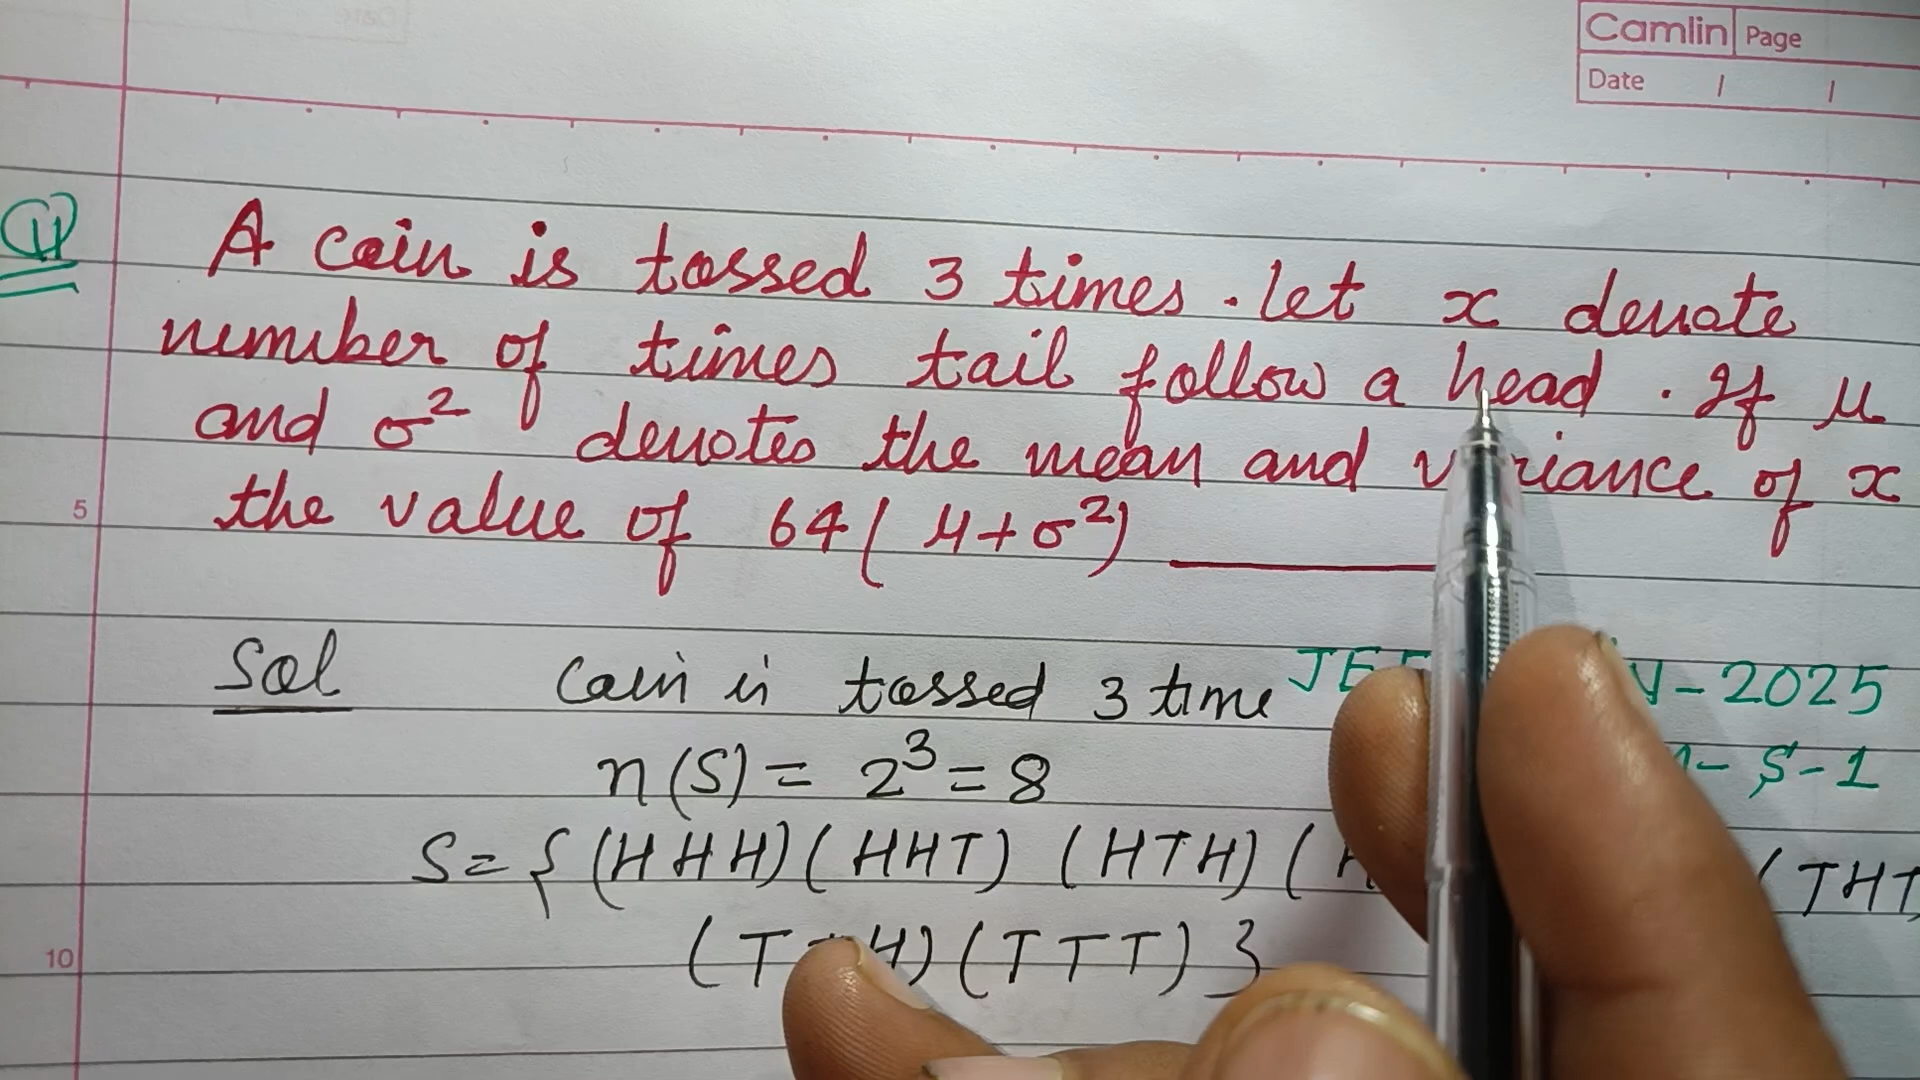 Camlin Page
Date / /
Q
A coin is tossed 3 times. let x denote
number of times tail follow a head. If μ
and σ² denotes the mean and variance of x
5 the value of 64( μ+σ²) ______
Sol Coin is tossed 3 time
-2025
n(S) = 2³ = 8
- S-1
S = { (HHH) (HHT) (HTH) ( (THT)
10 (T H) (TTT) }